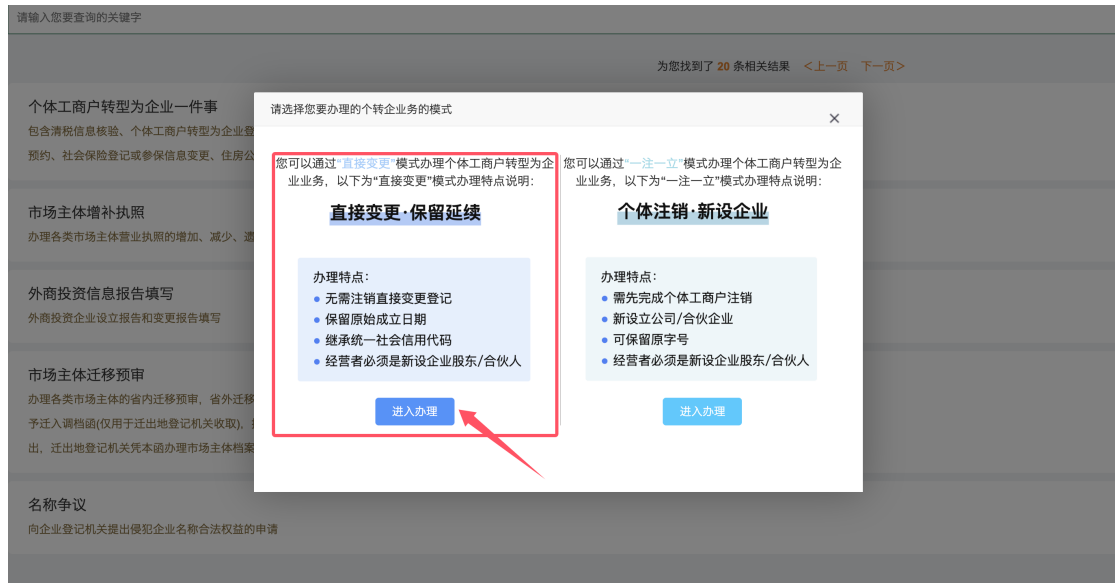 请输入您要查询的关键字
为您找到了 20 条相关结果 <上一页 下一页>
个体工商户转型为企业一件事
包含清税信息核验、个体工商户转型为企业登
预约、社会保险登记或参保信息变更、住房公
市场主体增补执照
办理各类市场主体营业执照的增加、减少、遗
外商投资信息报告填写
外商投资企业设立报告和变更报告填写
市场主体迁移预审
办理各类市场主体的省内迁移预审，省外迁移
予迁入调档函(仅用于迁出地登记机关收取)，
出，迁出地登记机关凭本函办理市场主体档案
名称争议
向企业登记机关提出侵犯企业名称合法权益的申请
请选择您要办理的个转企业务的模式
您可以通过“直接变更”模式办理个体工商户转型为企
业业务，以下为“直接变更”模式办理特点说明：
直接变更·保留延续
办理特点：
无需注销直接变更登记
保留原始成立日期
继承统一社会信用代码
经营者必须是新设企业股东/合伙人
进入办理
您可以通过“一注一立”模式办理个体工商户转型为企
业业务，以下为“一注一立”模式办理特点说明：
个体注销·新设企业
办理特点：
需先完成个体工商户注销
新设立公司/合伙企业
可保留原字号
经营者必须是新设企业股东/合伙人
进入办理